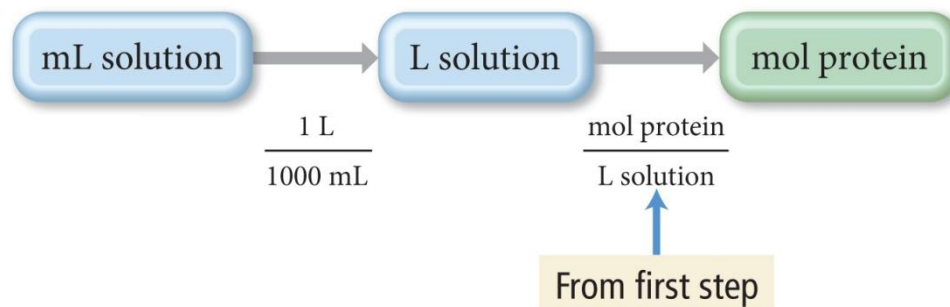 mL solution
L solution
mol protein
1 L
1000 mL
mol protein
L solution
From first step